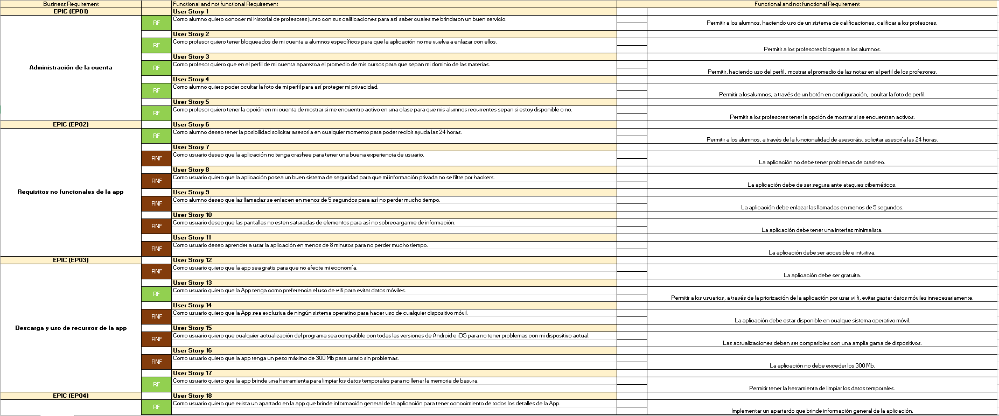 Business Requirement
Functional and not functional Requirement
Functional and not functional Requirement
EPIC (EP01)
User Story 1
Administración de la cuenta
RF
Como alumno quiero conocer mi historial de profesores junto con sus calificaciones para así saber cuales me brindaron un buen servicio.
Permitir a los alumnos, haciendo uso de un sistema de calificaciones, calificar a los profesores.
User Story 2
RF
Como profesor quiero tener bloqueados de mi cuenta a alumnos específicos para que la aplicación no me vuelva a enlazar con ellos.
Permitir a los profesores bloquear a los alumnos.
User Story 3
RF
Como profesor quiero que en el perfil de mi cuenta aparezca el promedio de mis cursos para que sepan mi dominio de las materias.
Permitir, haciendo uso del perfil, mostrar el promedio de las notas en el perfil de los profesores.
User Story 4
RF
Como alumno quiero poder ocultar la foto de mi perfil para así proteger mi privacidad.
Permitir a losalumnos, a través de un botón en configuración, ocultar la foto de perfil.
User Story 5
RF
Como profesor quiero tener la opción en mi cuenta de mostrar si me encuentro activo en una clase para que mis alumnos recurrentes sepan si estoy disponible o no.
Permitir a los profesores tener la opción de mostrar si se encuentran activos.
EPIC (EP02)
User Story 6
Requisitos no funcionales de la app
RF
Como alumno deseo tener la posibilidad solicitar asesoría en cualquier momento para poder recibir ayuda las 24 horas.
Permitir a los alumnos, a través de la funcionalidad de asesoráis, solicitar asesoría las 24 horas.
User Story 7
RNF
Como usuario deseo que la aplicación no tenga crashee para tener una buena experiencia de usuario.
La aplicación no debe tener problemas de crasheo.
User Story 8
RNF
Como usuario quiero que la aplicación posea un buen sistema de seguridad para que mi información privada no se filtre por hackers.
La aplicación debe de ser segura ante ataques cibernéticos.
User Story 9
RNF
Como alumno deseo que las llamadas se enlacen en menos de 5 segundos para así no perder mucho tiempo.
La aplicación debe enlazar las llamadas en menos de 5 segundos.
User Story 10
RNF
Como usuario deseo que las pantallas no esten saturadas de elementos para así no sobrecargarme de información.
La aplicación debe tener una interfaz minimalista.
User Story 11
RNF
Como usuario deseo aprender a usar la aplicación en menos de 8 minutos para no perder mucho tiempo.
La aplicación debe ser accesible e intuitiva.
EPIC (EP03)
User Story 12
Descarga y uso de recursos de la app
RNF
Como usuario quiero que la app sea gratis para que no afecte mi economía.
La aplicación debe ser gratuita.
User Story 13
RF
Como usuario quiero que la App tenga como preferencia el uso de wifi para evitar datos móviles.
Permitir a los usuarios, a través de la priorización de la aplicación por usar wi fi, evitar gastar datos móviles innecesariamente.
User Story 14
RNF
Como usuario quiero que la App sea exclusiva de ningún sistema operatino para hacer uso de cualquier dispositivo móvil.
La aplicación debe estar disponible en cualque sistema operativo móvil.
User Story 15
RNF
Como usuario quiero que cualquier actualización del programa sea compatible con todas las versiones de Android e iOS para no tener problemas con mi dispositivo actual.
Las actualizaciones deben ser compatibles con una amplia gama de dispositivos.
User Story 16
RNF
Como usuario quiero que la app tenga un peso máximo de 300 Mb para usarlo sin problemas.
La aplicación no debe exceder los 300 Mb.
User Story 17
RF
Como usuario quiero que la app brinde una herramienta para limpiar los datos temporales para no llenar la memoria de basura.
Permitir tener la herramienta de limpiar los datos temporales.
EPIC (EP04)
User Story 18
RF
Como usuario quiero que exista un apartado en la app que brinde información general de la aplicación para tener conocimiento de todos los detalles de la App.
Implementar un apartardo que brinde información general de la aplicación.